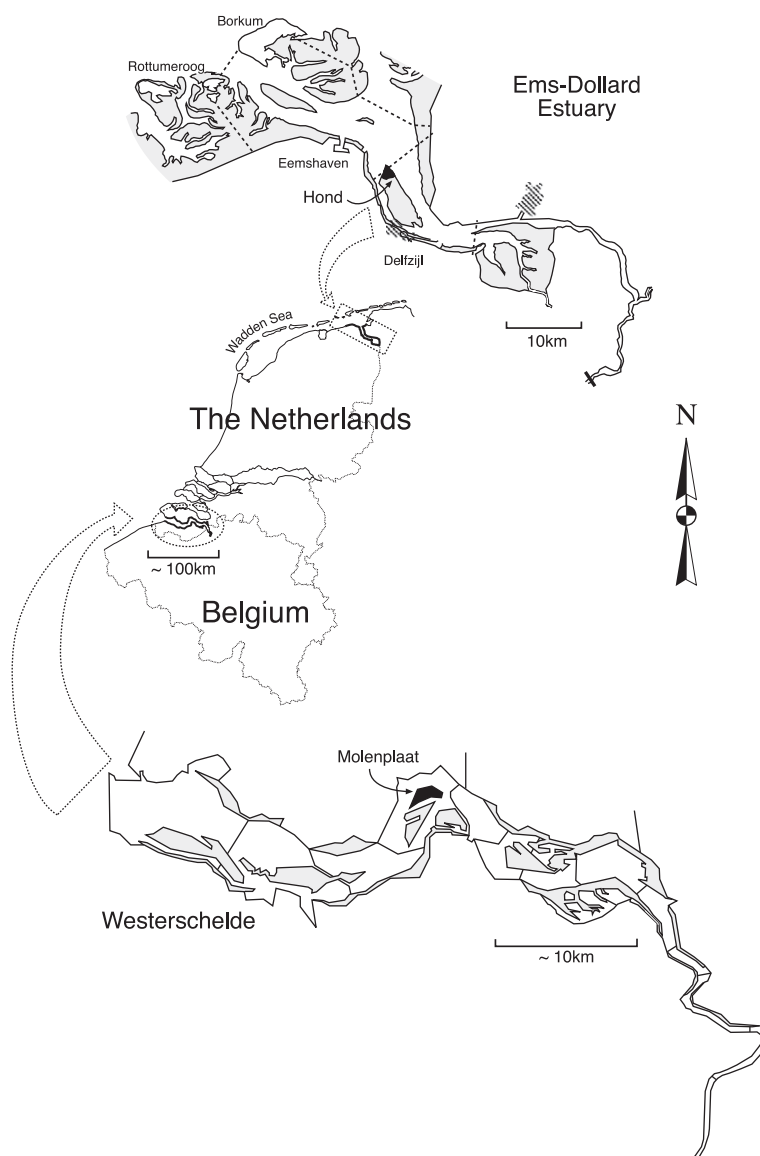 Borkum
Rottumeroog
Ems-Dollard
Estuary
Eemshaven
Hond
Delfzijl
10km
Wadden Sea
The Netherlands
N
~ 100km
Belgium
Molenplaat
Westerschelde
~ 10km